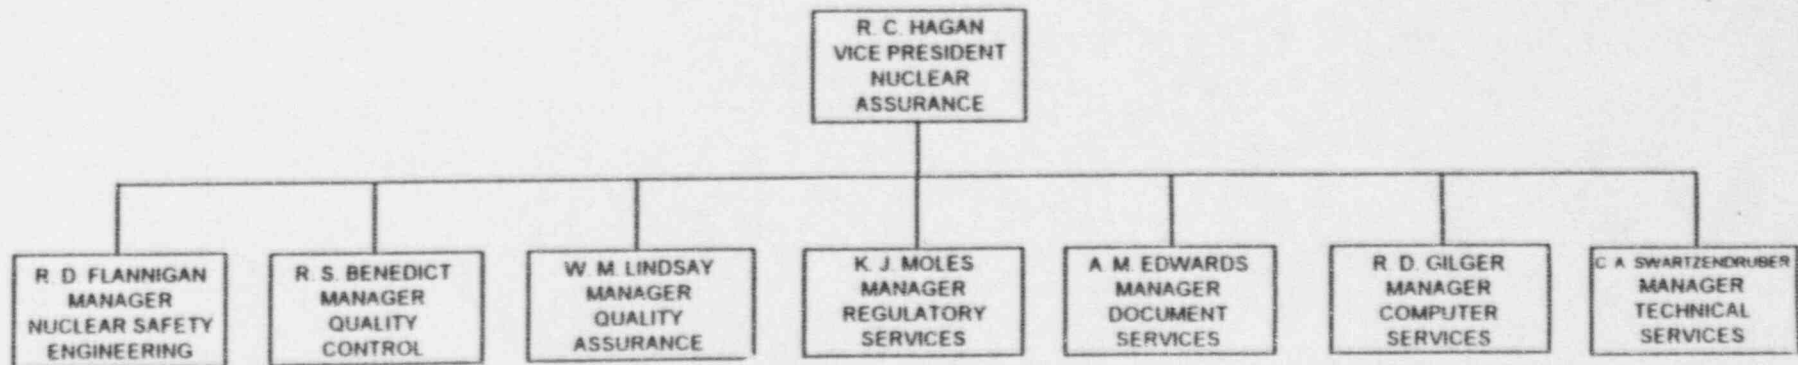 R. C. HAGAN
VICE PRESIDENT
NUCLEAR
ASSURANCE
R. D. FLANNIGAN
MANAGER
NUCLEAR SAFETY
ENGINEERING
R. S. BENEDICT
MANAGER
QUALITY
CONTROL
W. M. LINDSAY
MANAGER
QUALITY
ASSURANCE
K. J. MOLES
MANAGER
REGULATORY
SERVICES
A. M. EDWARDS
MANAGER
DOCUMENT
SERVICES
R. D. GILGER
MANAGER
COMPUTER
SERVICES
C. A. SWARTZENDRUBER
MANAGER
TECHNICAL
SERVICES